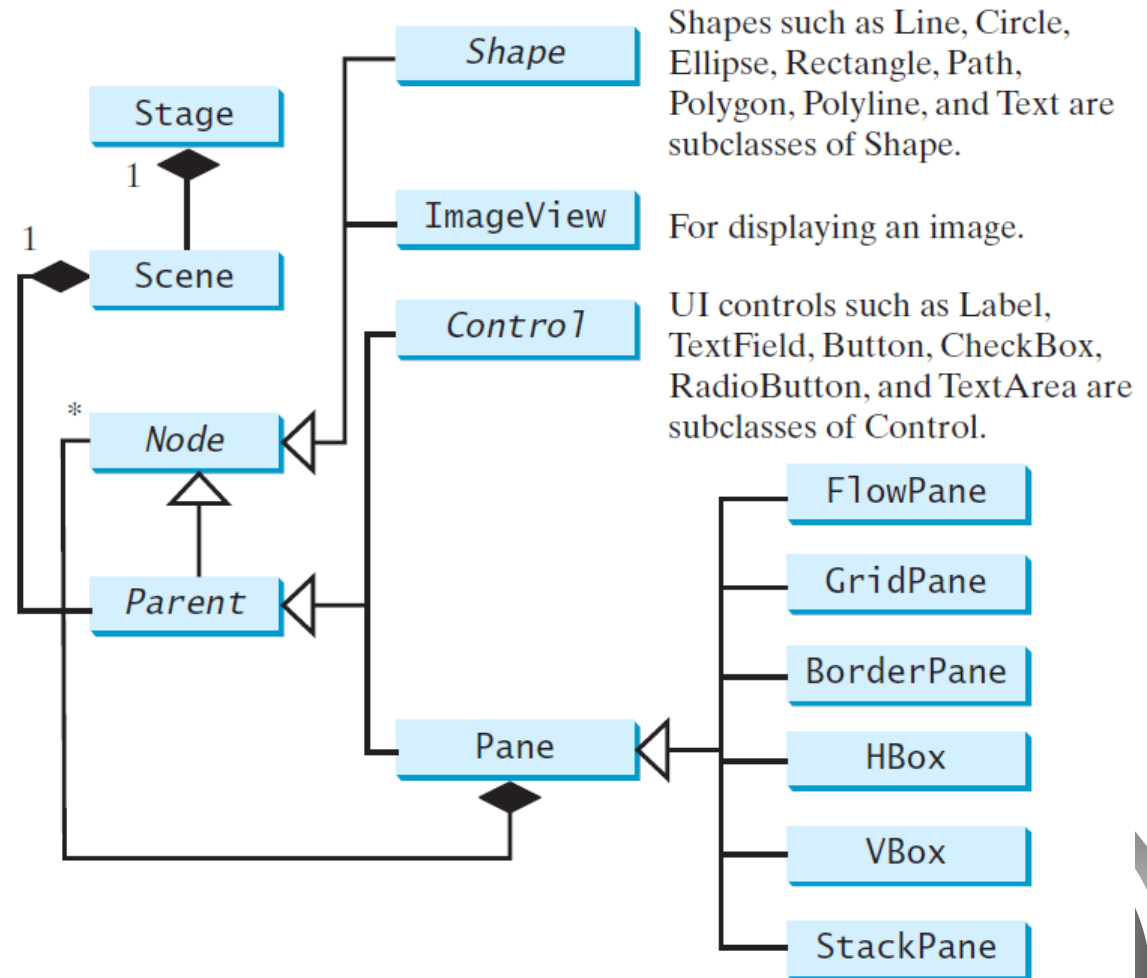 Shape
Shapes such as Line, Circle,
Ellipse, Rectangle, Path,
Polygon, Polyline, and Text are
subclasses of Shape.
Stage
1
ImageView
For displaying an image.
1
Scene
Control
UI controls such as Label,
TextField, Button, CheckBox,
RadioButton, and TextArea are
subclasses of Control.
*
Node
FlowPane
GridPane
Parent
BorderPane
Pane
HBox
VBox
StackPane